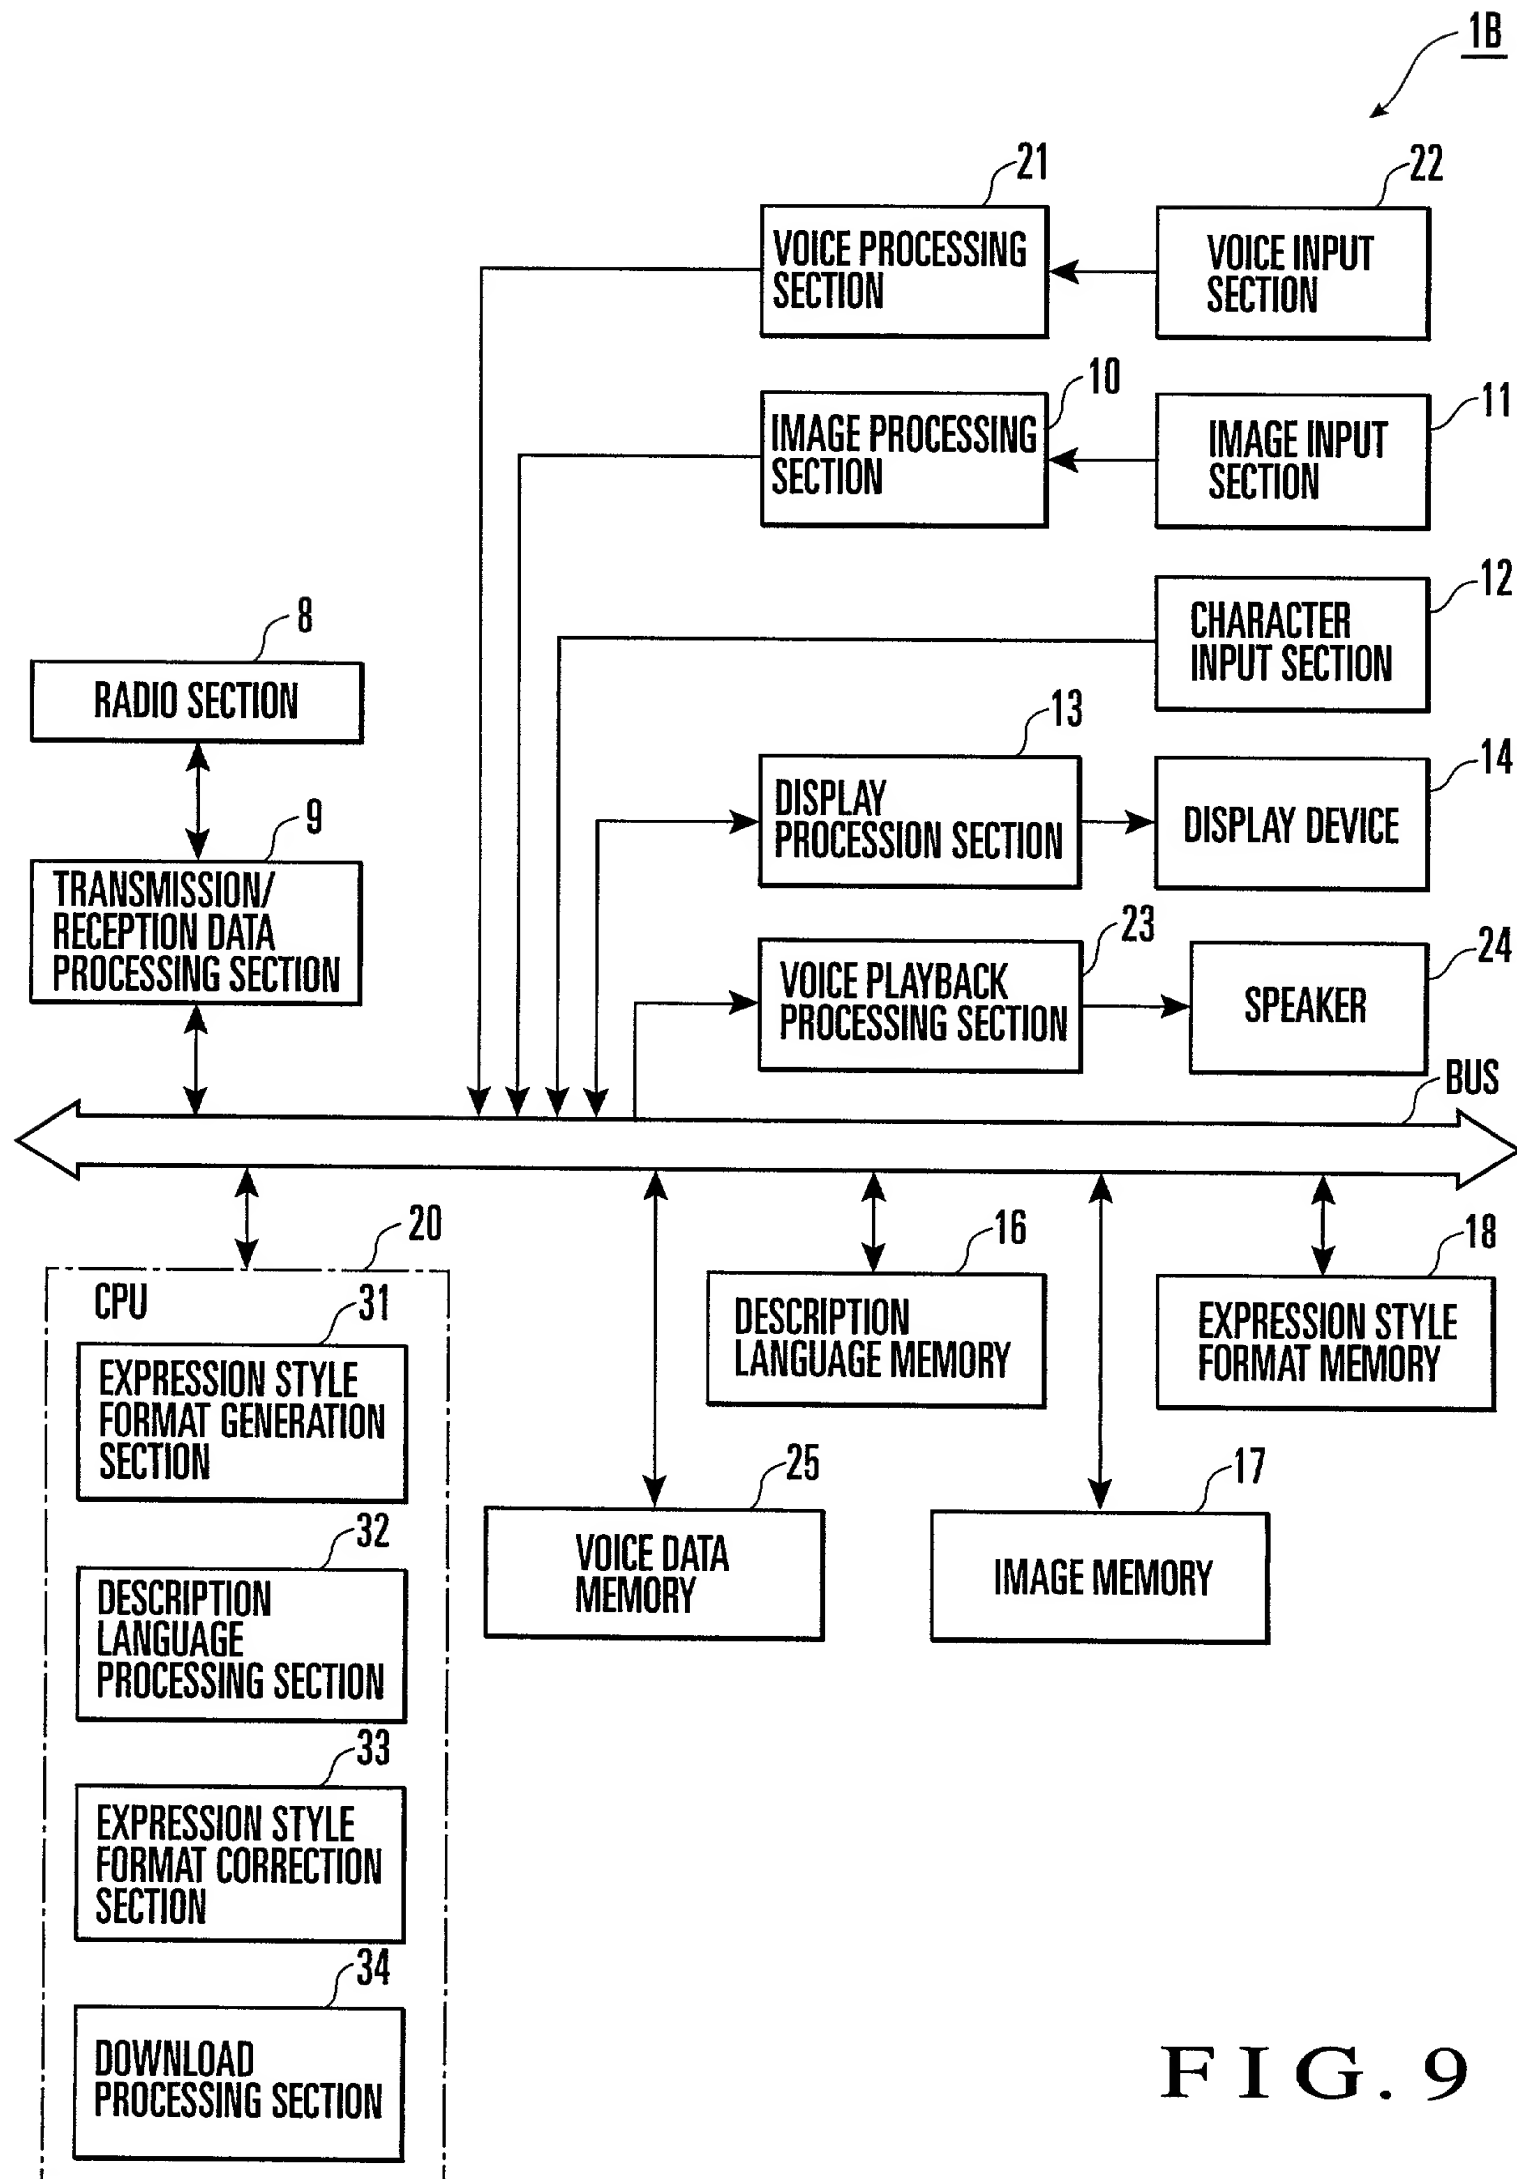 1B
21
22
VOICE PROCESSING
SECTION
VOICE INPUT
SECTION
10
11
IMAGE PROCESSING
SECTION
IMAGE INPUT
SECTION
12
CHARACTER
INPUT SECTION
8
RADIO SECTION
13
14
DISPLAY
PROCESSION SECTION
DISPLAY DEVICE
9
TRANSMISSION/
RECEPTION DATA
PROCESSING SECTION
23
24
VOICE PLAYBACK
PROCESSING SECTION
SPEAKER
BUS
20
CPU
31
EXPRESSION STYLE
FORMAT GENERATION
SECTION
16
DESCRIPTION
LANGUAGE MEMORY
18
EXPRESSION STYLE
FORMAT MEMORY
25
VOICE DATA
MEMORY
17
IMAGE MEMORY
32
DESCRIPTION
LANGUAGE
PROCESSING SECTION
33
EXPRESSION STYLE
FORMAT CORRECTION
SECTION
34
DOWNLOAD
PROCESSING SECTION
FIG. 9